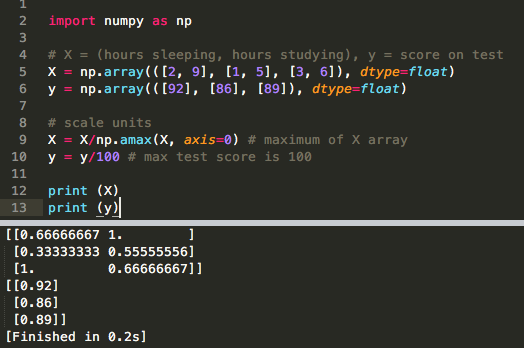 1
2 import numpy as np
3
4 # X = (hours sleeping, hours studying), y = score on test
5 X = np.array(([2, 9], [1, 5], [3, 6]), dtype=float)
6 y = np.array(([92], [86], [89]), dtype=float)
7
8 # scale units
9 X = X/np.amax(X, axis=0) # maximum of X array
10 y = y/100 # max test score is 100
11
12 print (X)
13 print (y)
[[0.66666667 1.        ]
 [0.33333333 0.55555556]
 [1.         0.66666667]]
[[0.92]
 [0.86]
 [0.89]]
[Finished in 0.2s]